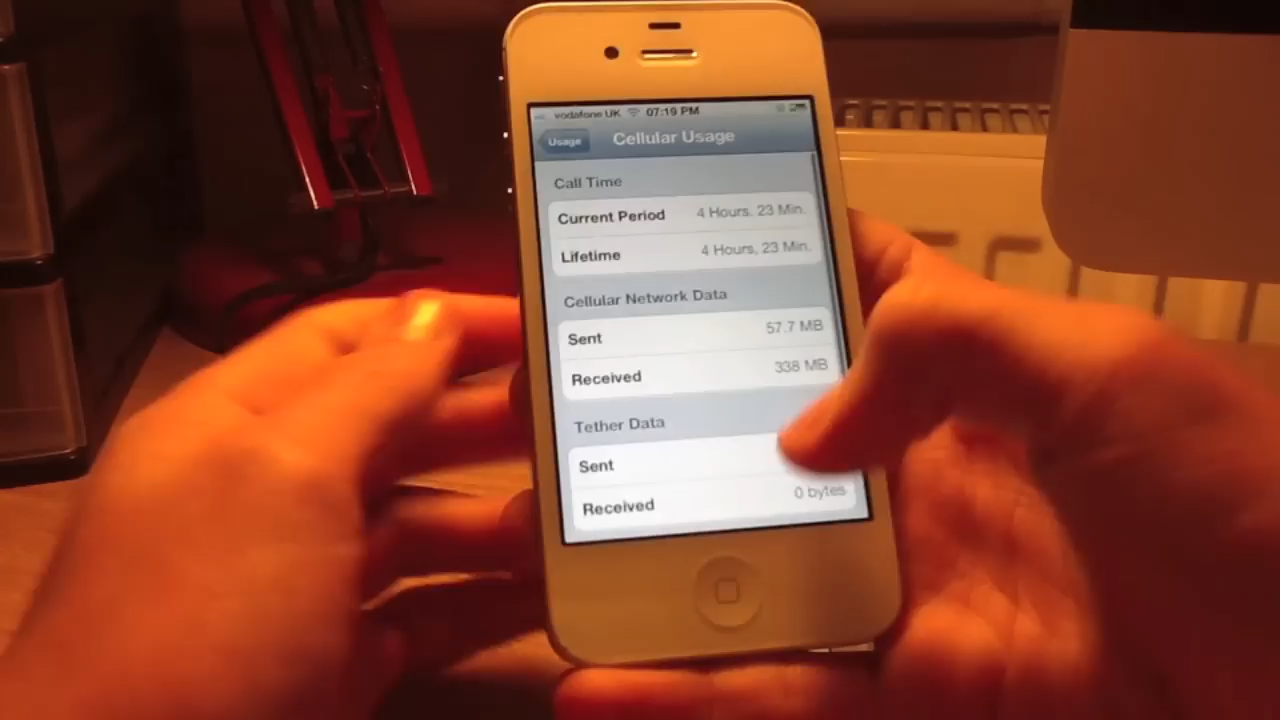 vodafone UK 07:19 PM
Usage Cellular Usage
Call Time
Current Period 4 Hours, 23 Min.
Lifetime 4 Hours, 23 Min.
Cellular Network Data
Sent 57.7 MB
Received 338 MB
Tether Data
Sent
Received 0 bytes